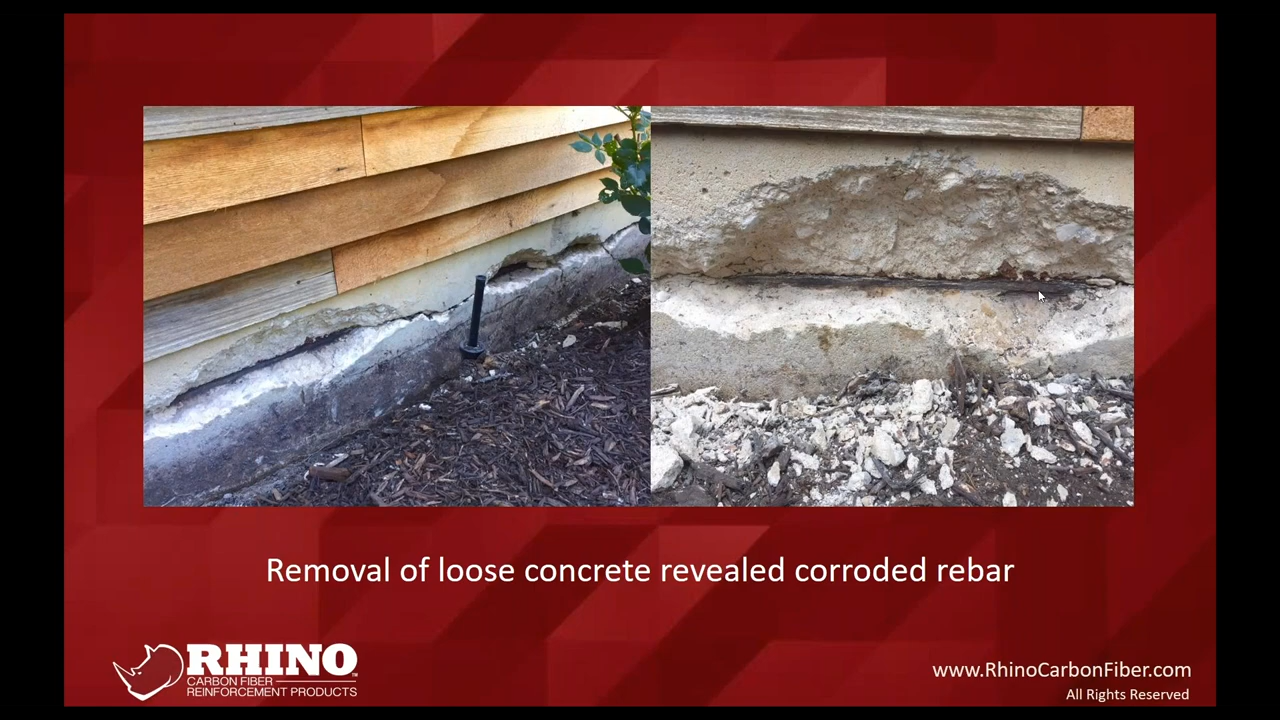 Removal of loose concrete revealed corroded rebar
RHINO
CARBON FIBER
REINFORCEMENT PRODUCTS
www.RhinoCarbonFiber.com
All Rights Reserved